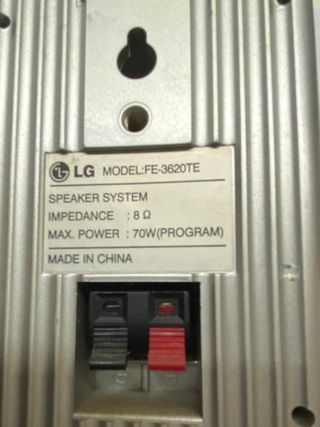 LG MODEL:FE-3620TE
SPEAKER SYSTEM
IMPEDANCE : 8 Ω
MAX. POWER : 70W(PROGRAM)
MADE IN CHINA